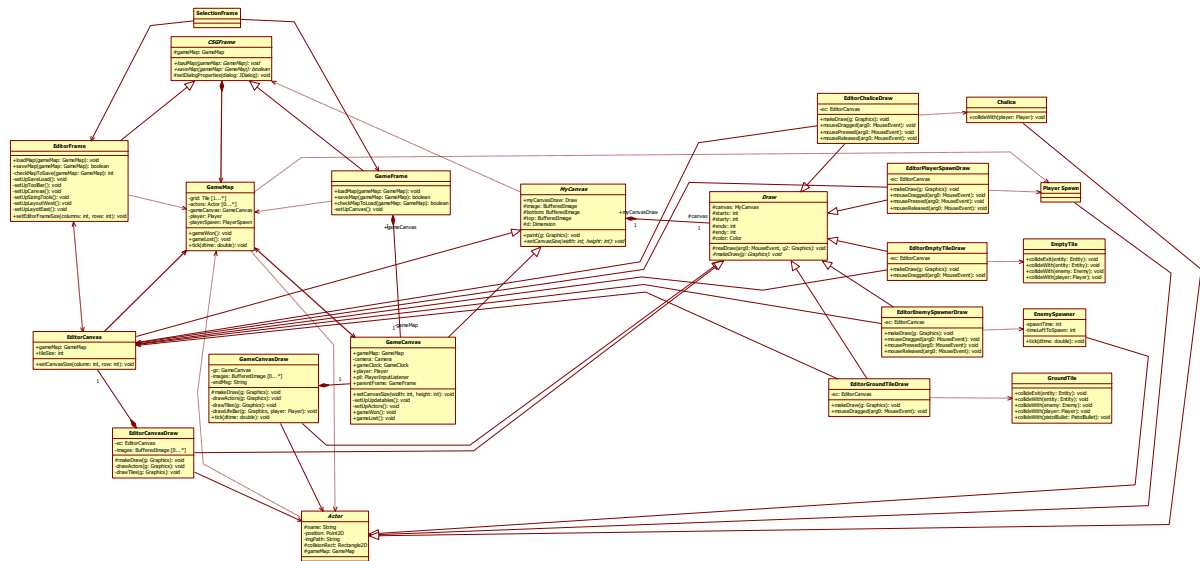 SelectionFrame
CSGFrame
#gameMap: GameMap
+loadMap(gameMap: GameMap): void
+saveMap(gameMap: GameMap): boolean
#setDialogProperties(dialog: JDialog): void
EditorFrame
+loadMap(gameMap: GameMap): void
+saveMap(gameMap: GameMap): boolean
-checkMapToSave(gameMap: GameMap): int
-setUpSaveLoad(): void
-setUpToolBar(): void
-setUpCanvas(): void
-setUpStringTools(): void
-setUpLayoutWest(): void
-setUpLayoutEast(): void
+setEditorFrameSize(columns: int, rows: int): void
GameMap
-grid: Tile [1...*]
-actors: Actor [0...*]
-gameCanvas: GameCanvas
-player: Player
-playerSpawn: PlayerSpawn
+gameWon(): void
+gameLost(): void
+tick(dtime: double): void
GameFrame
+loadMap(gameMap: GameMap): void
+saveMap(gameMap: GameMap): boolean
+checkMapToLoad(gameMap: GameMap): boolean
-setUpCanvas(): void
+gameCanvas
1
MyCanvas
+myCanvasDraw: Draw
#image: BufferedImage
#bottom: BufferedImage
#top: BufferedImage
#d: Dimension
+paint(g: Graphics): void
+setCanvasSize(width: int, height: int): void
+myCanvasDraw
1
#canvas
1
Draw
#canvas: MyCanvas
#startx: int
#starty: int
#endx: int
#endy: int
#color: Color
#realDraw(arg0: MouseEvent, g2: Graphics): void
#makeDraw(g: Graphics): void
EditorChaliceDraw
-ec: EditorCanvas
+makeDraw(g: Graphics): void
+mouseDragged(arg0: MouseEvent): void
+mousePressed(arg0: MouseEvent): void
+mouseReleased(arg0: MouseEvent): void
Chalice
+collideWith(player: Player): void
EditorPlayerSpawnDraw
-ec: EditorCanvas
+makeDraw(g: Graphics): void
+mouseDragged(arg0: MouseEvent): void
+mousePressed(arg0: MouseEvent): void
+mouseReleased(arg0: MouseEvent): void
Player Spawn
EditorEmptyTileDraw
-ec: EditorCanvas
+makeDraw(g: Graphics): void
+mouseDragged(arg0: MouseEvent): void
EmptyTile
+collideExit(entity: Entity): void
+collideWith(entity: Entity): void
+collideWith(enemy: Enemy): void
+collideWith(player: Player): void
EditorEnemySpawnerDraw
-ec: EditorCanvas
+makeDraw(g: Graphics): void
+mouseDragged(arg0: MouseEvent): void
+mousePressed(arg0: MouseEvent): void
+mouseReleased(arg0: MouseEvent): void
EnemySpawner
-spawnTime: int
-timeLeftToSpawn: int
+tick(dtime: double): void
EditorGroundTileDraw
-ec: EditorCanvas
+makeDraw(g: Graphics): void
+mouseDragged(arg0: MouseEvent): void
GroundTile
+collideExit(entity: Entity): void
+collideWith(entity: Entity): void
+collideWith(enemy: Enemy): void
+collideWith(player: Player): void
+collideWith(pistolBullet: PistolBullet): void
EditorCanvas
+gameMap: GameMap
+tileSize: int
+setCanvasSize(column: int, row: int): void
1
GameCanvasDraw
-gc: GameCanvas
-images: BufferedImage [0...*]
-endMsg: String
#makeDraw(g: Graphics): void
-drawActors(g: Graphics): void
-drawTiles(g: Graphics): void
-drawLifeBar(g: Graphics, player: Player): void
+tick(dtime: double): void
1
1
+gameMap
GameCanvas
+gameMap: GameMap
-camera: Camera
+gameClock: GameClock
+player: Player
+pil: PlayerInputListener
+parentFrame: GameFrame
+setCanvasSize(width: int, height: int): void
-setUpUpdatables(): void
-setUpActors(): void
+gameWon(): void
+gameLost(): void
EditorCanvasDraw
-ec: EditorCanvas
-images: BufferedImage [0...*]
#makeDraw(g: Graphics): void
-drawActors(g: Graphics): void
-drawTiles(g: Graphics): void
Actor
#name: String
-position: Point2D
-imgPath: String
#collisionRect: Rectangle2D
#gameMap: GameMap